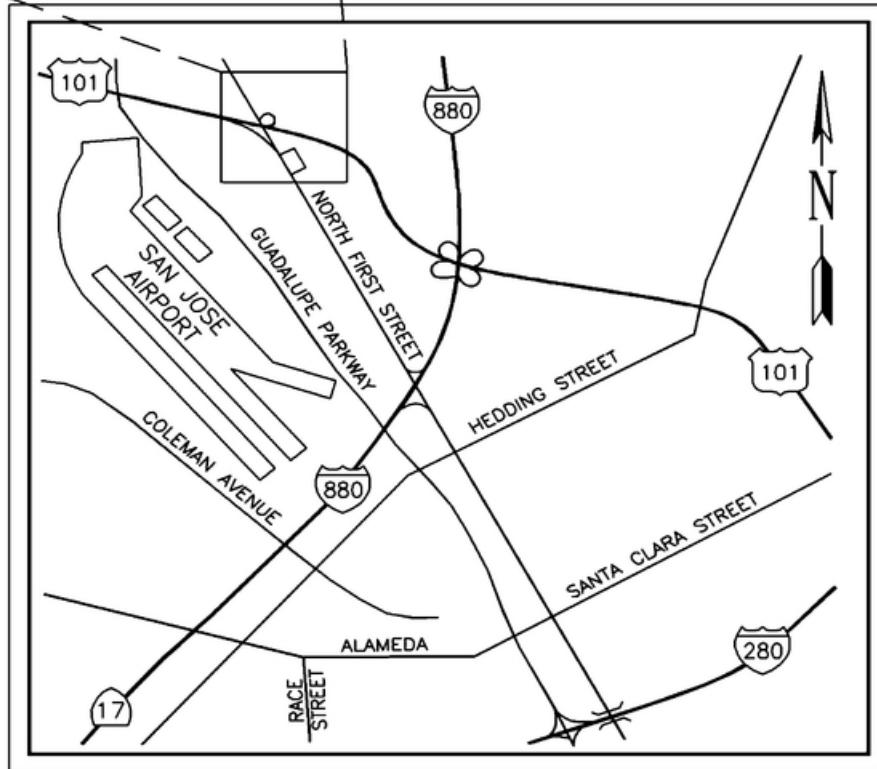 101
880
N
NORTH FIRST STREET
GUADALUPE PARKWAY
SAN JOSE
AIRPORT
HEDDING STREET
101
COLEMAN AVENUE
880
SANTA CLARA STREET
ALAMEDA
280
RACE
STREET
17